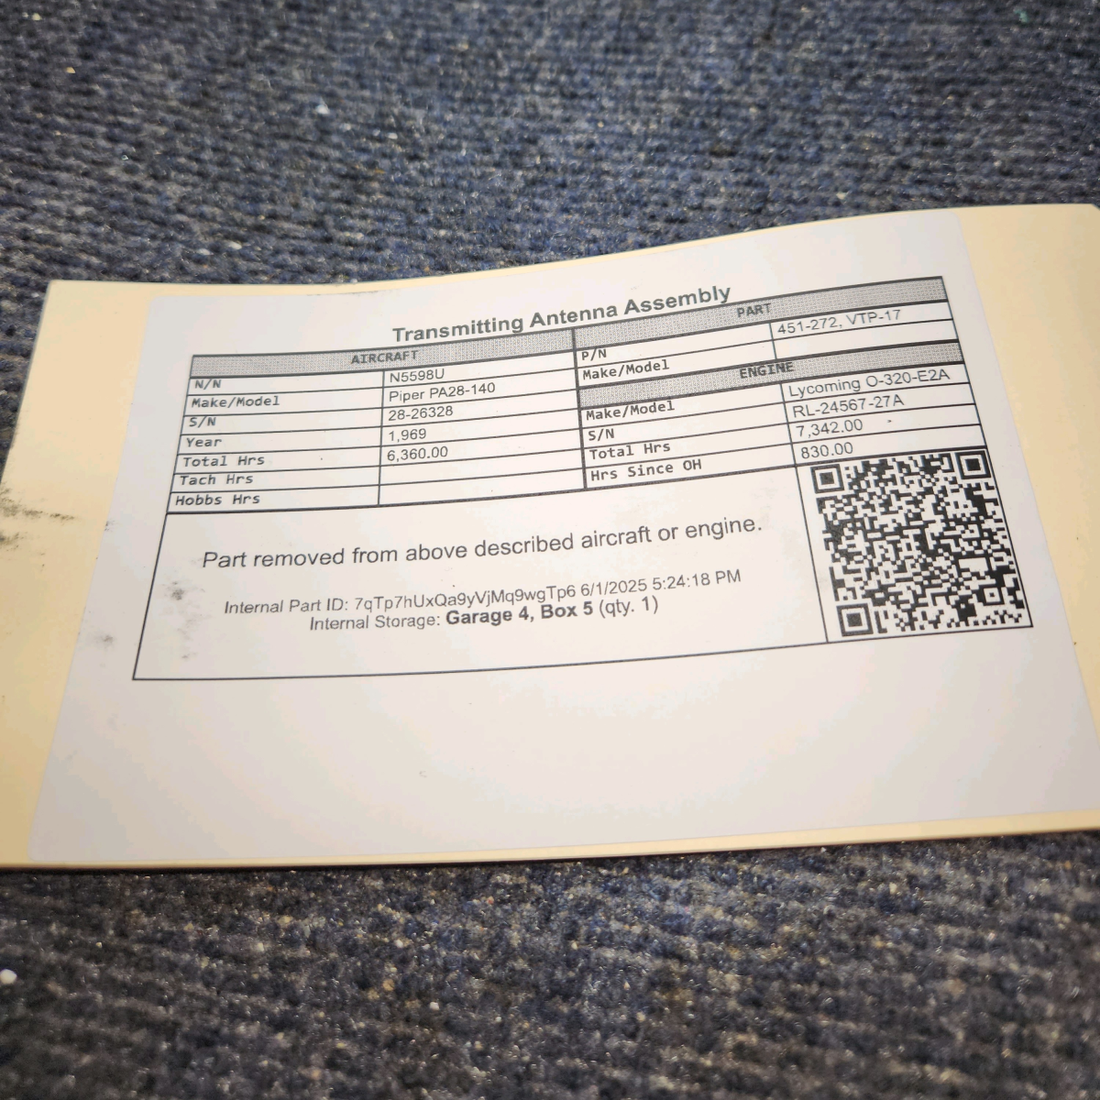 Transmitting Antenna Assembly
AIRCRAFT
N/N N5598U
Make/Model Piper PA28-140
S/N 28-26328
Year 1,969
Total Hrs 6,360.00
Tach Hrs
Hobbs Hrs
PART
P/N 451-272, VTP-17
Make/Model
ENGINE
Make/Model Lycoming O-320-E2A
S/N RL-24567-27A
Total Hrs 7,342.00
Hrs Since OH 830.00
Part removed from above described aircraft or engine.
Internal Part ID: 7qTp7hUxQa9yVjMq9wgTp6 6/1/2025 5:24:18 PM
Internal Storage: Garage 4, Box 5 (qty. 1)